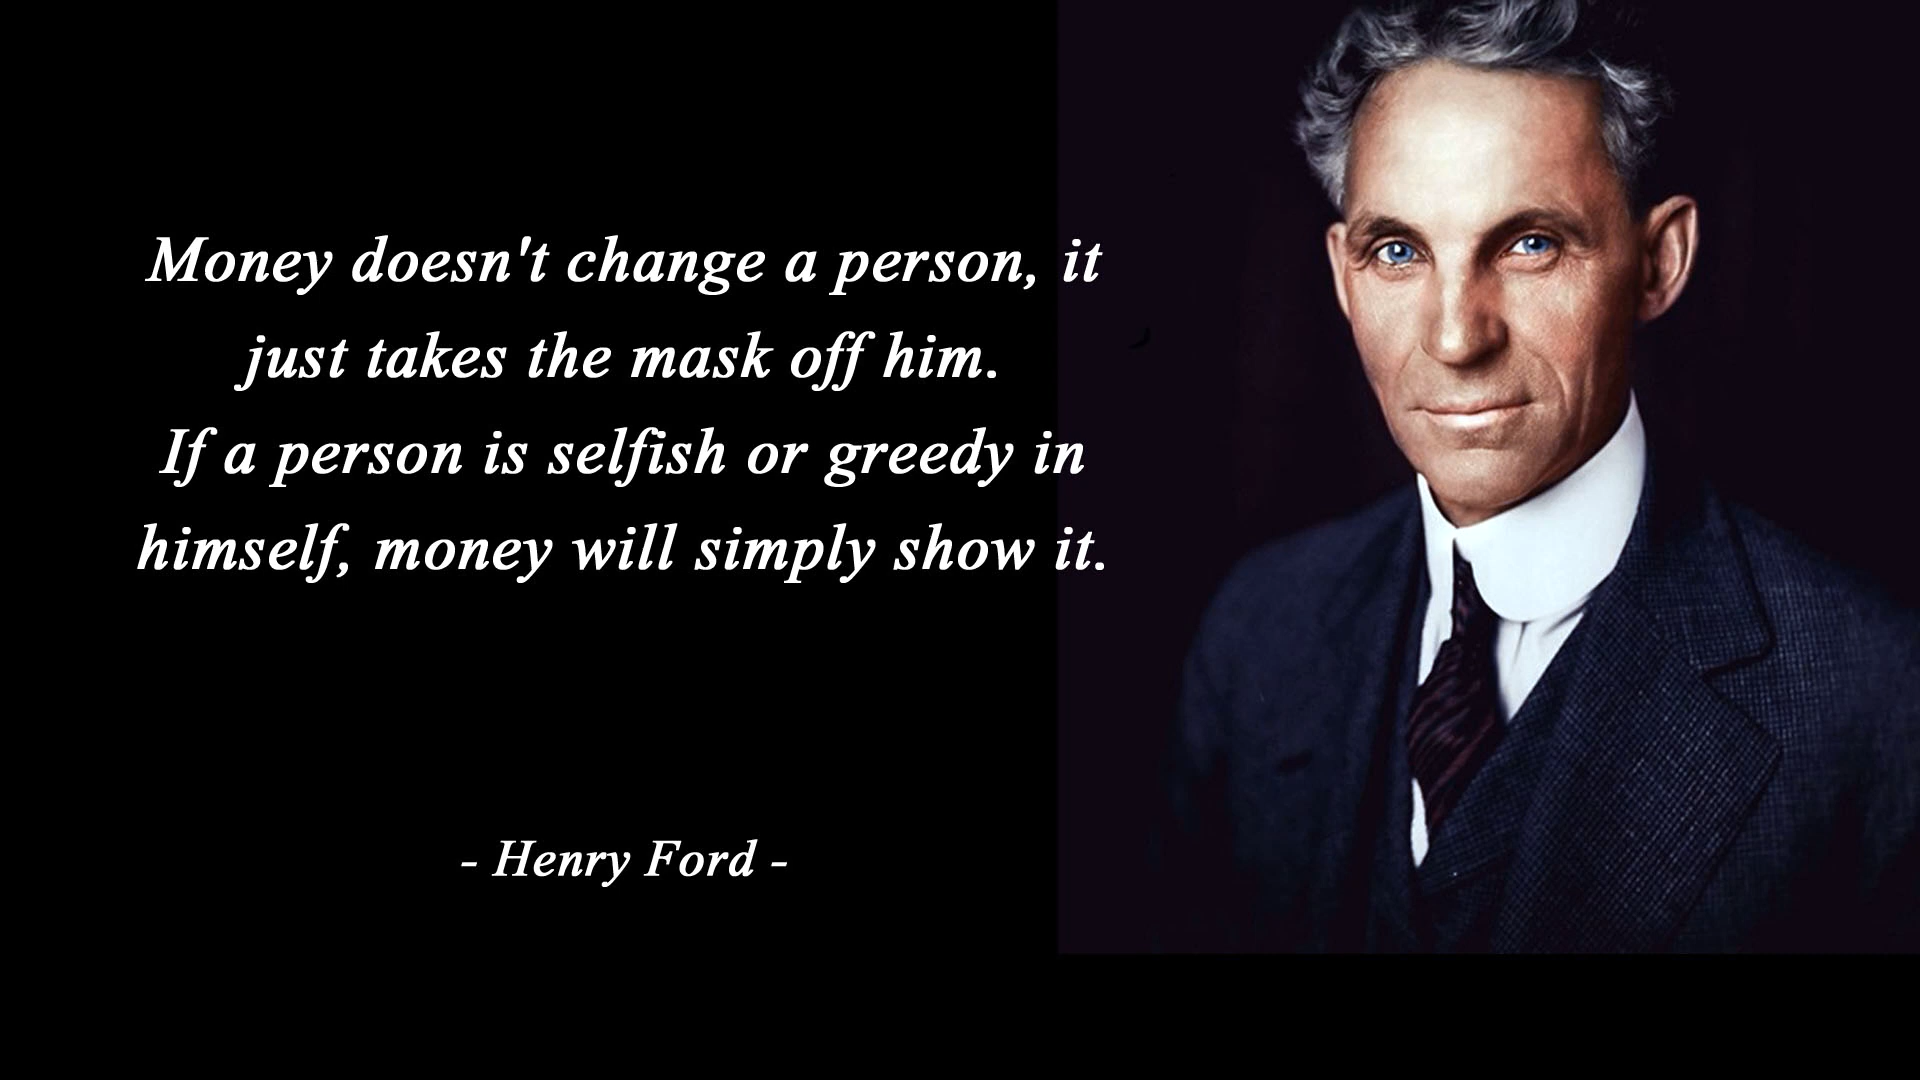 Money doesn't change a person, it
just takes the mask off him.
If a person is selfish or greedy in
himself, money will simply show it.
- Henry Ford -